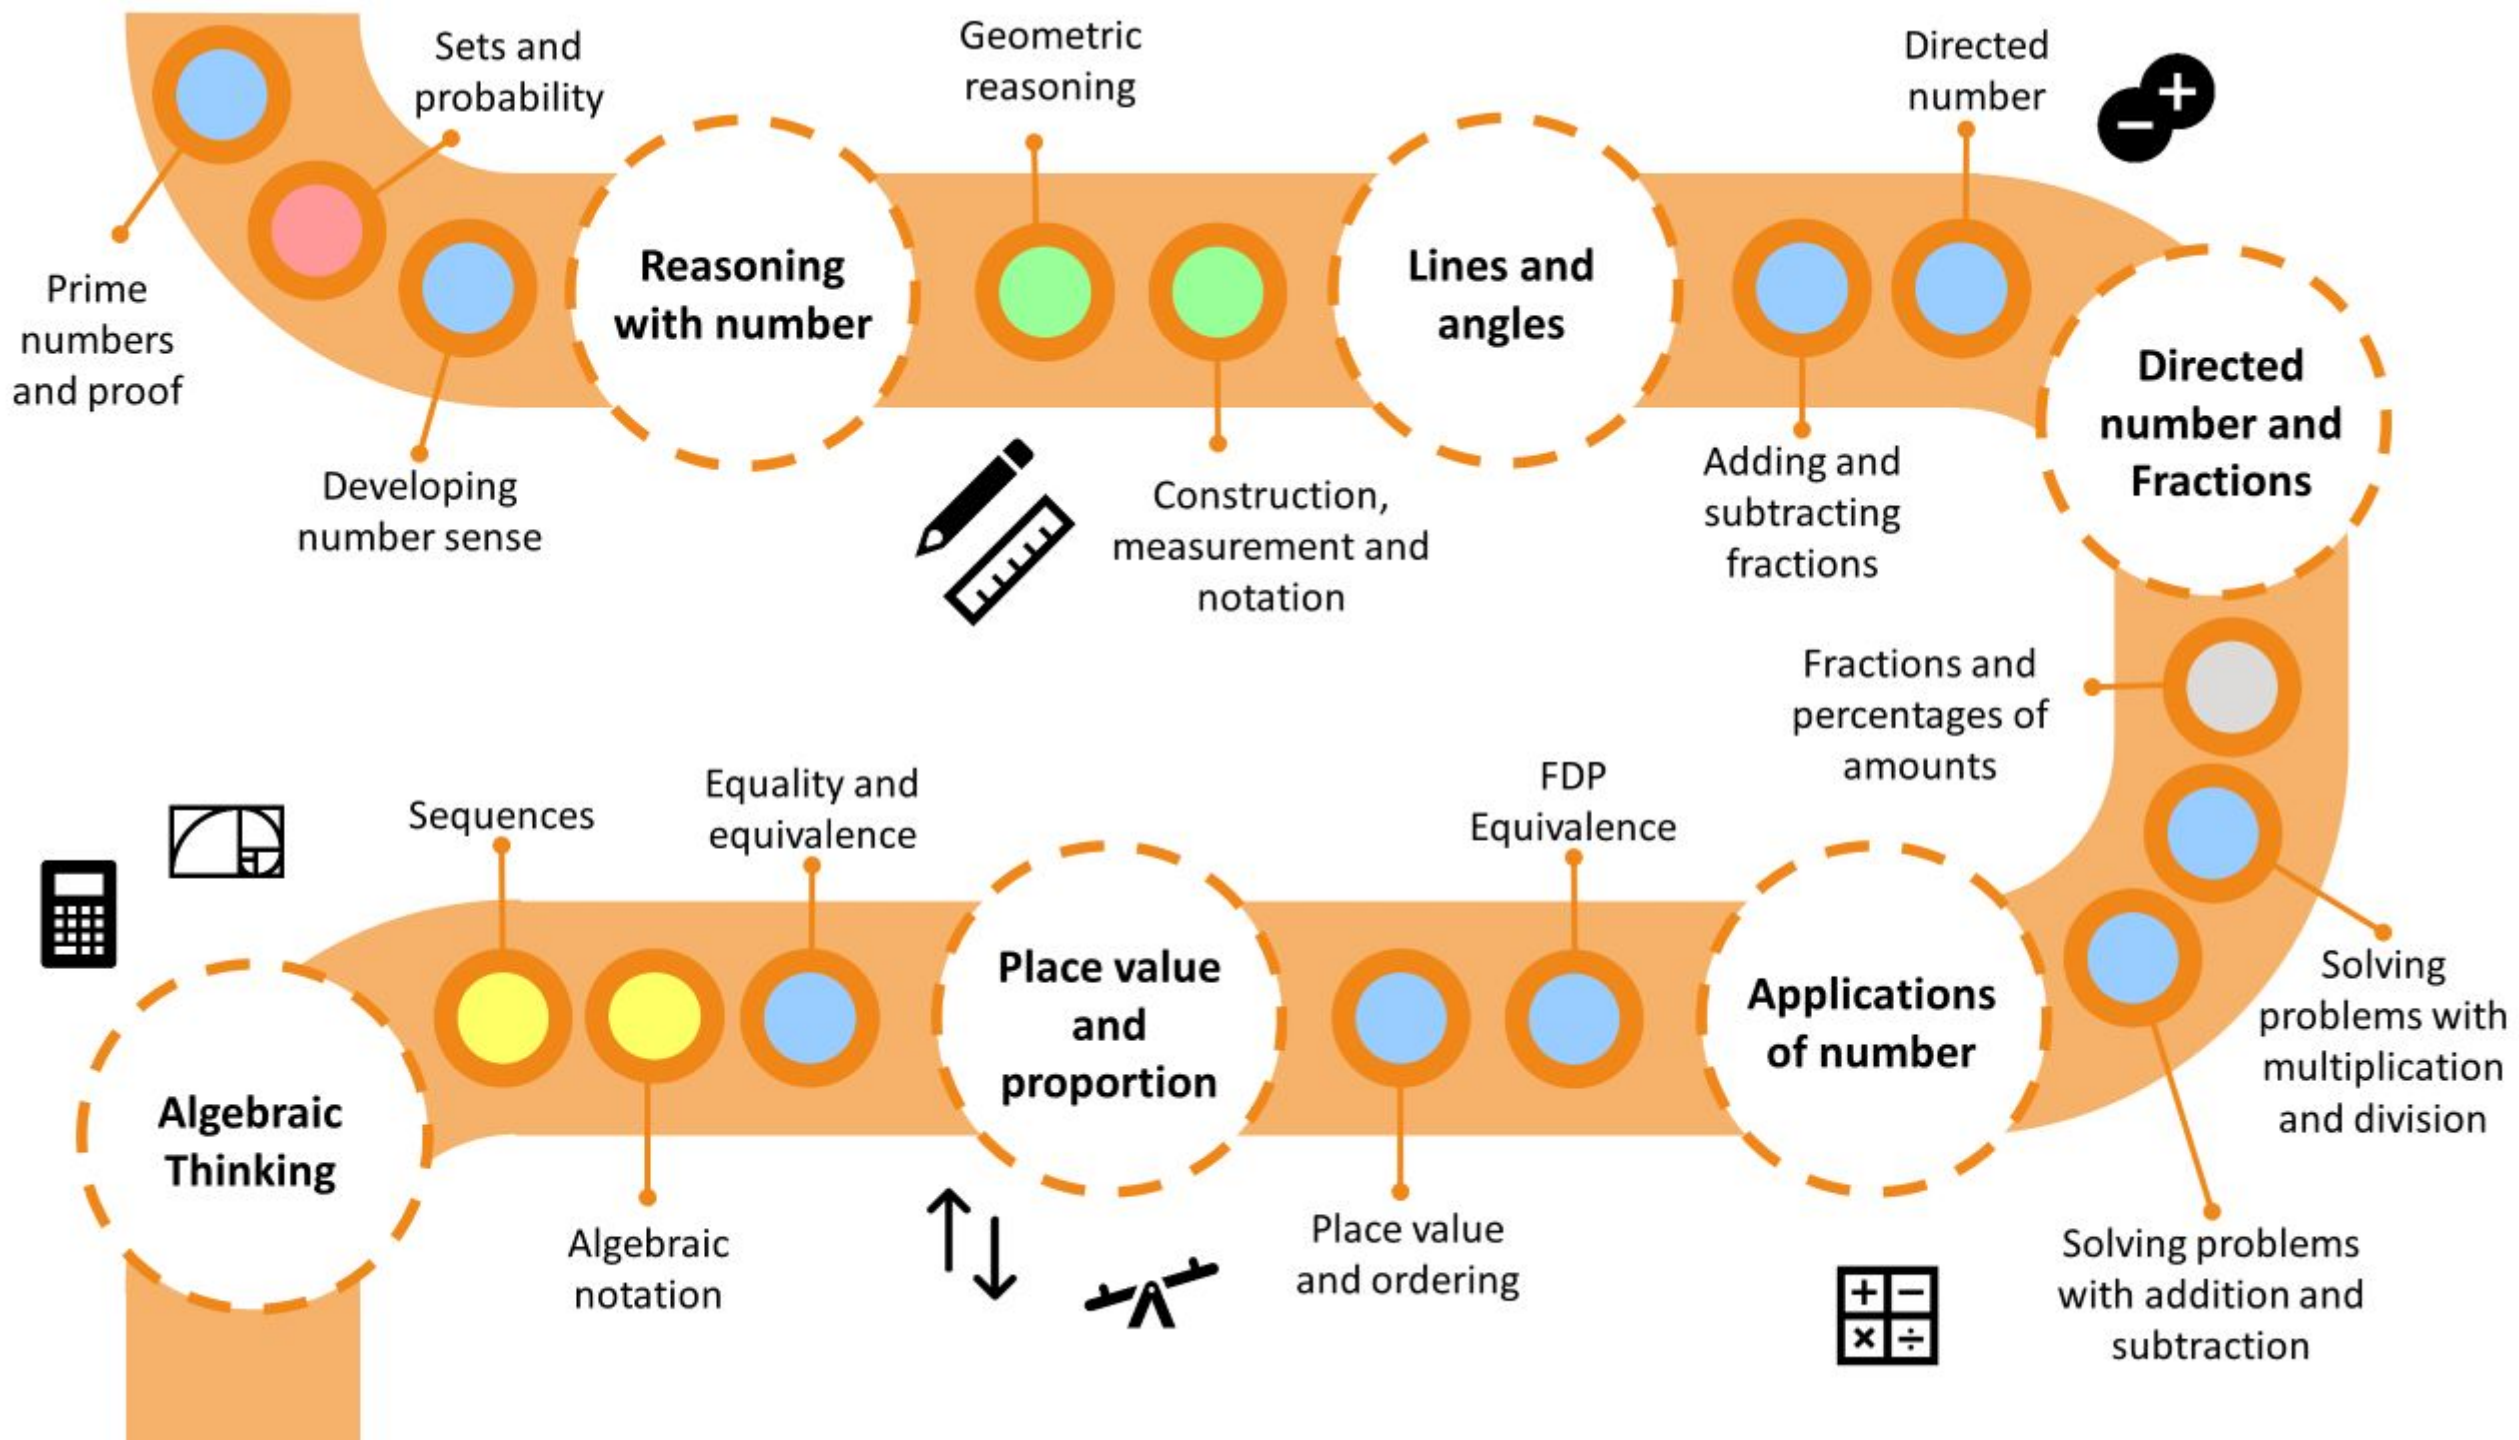 Sets and
probability
Geometric
reasoning
Directed
number
+
−
Prime
numbers
and proof
Reasoning
with number
Lines and
angles
Directed
number and
Fractions
Developing
number sense
Construction,
measurement and
notation
Adding and
subtracting
fractions
Fractions and
percentages of
amounts
Sequences
Equality and
equivalence
FDP
Equivalence
Algebraic
Thinking
Place value
and
proportion
Applications
of number
Solving
problems with
multiplication
and division
Algebraic
notation
Place value
and ordering
+ −
× ÷
Solving problems
with addition and
subtraction